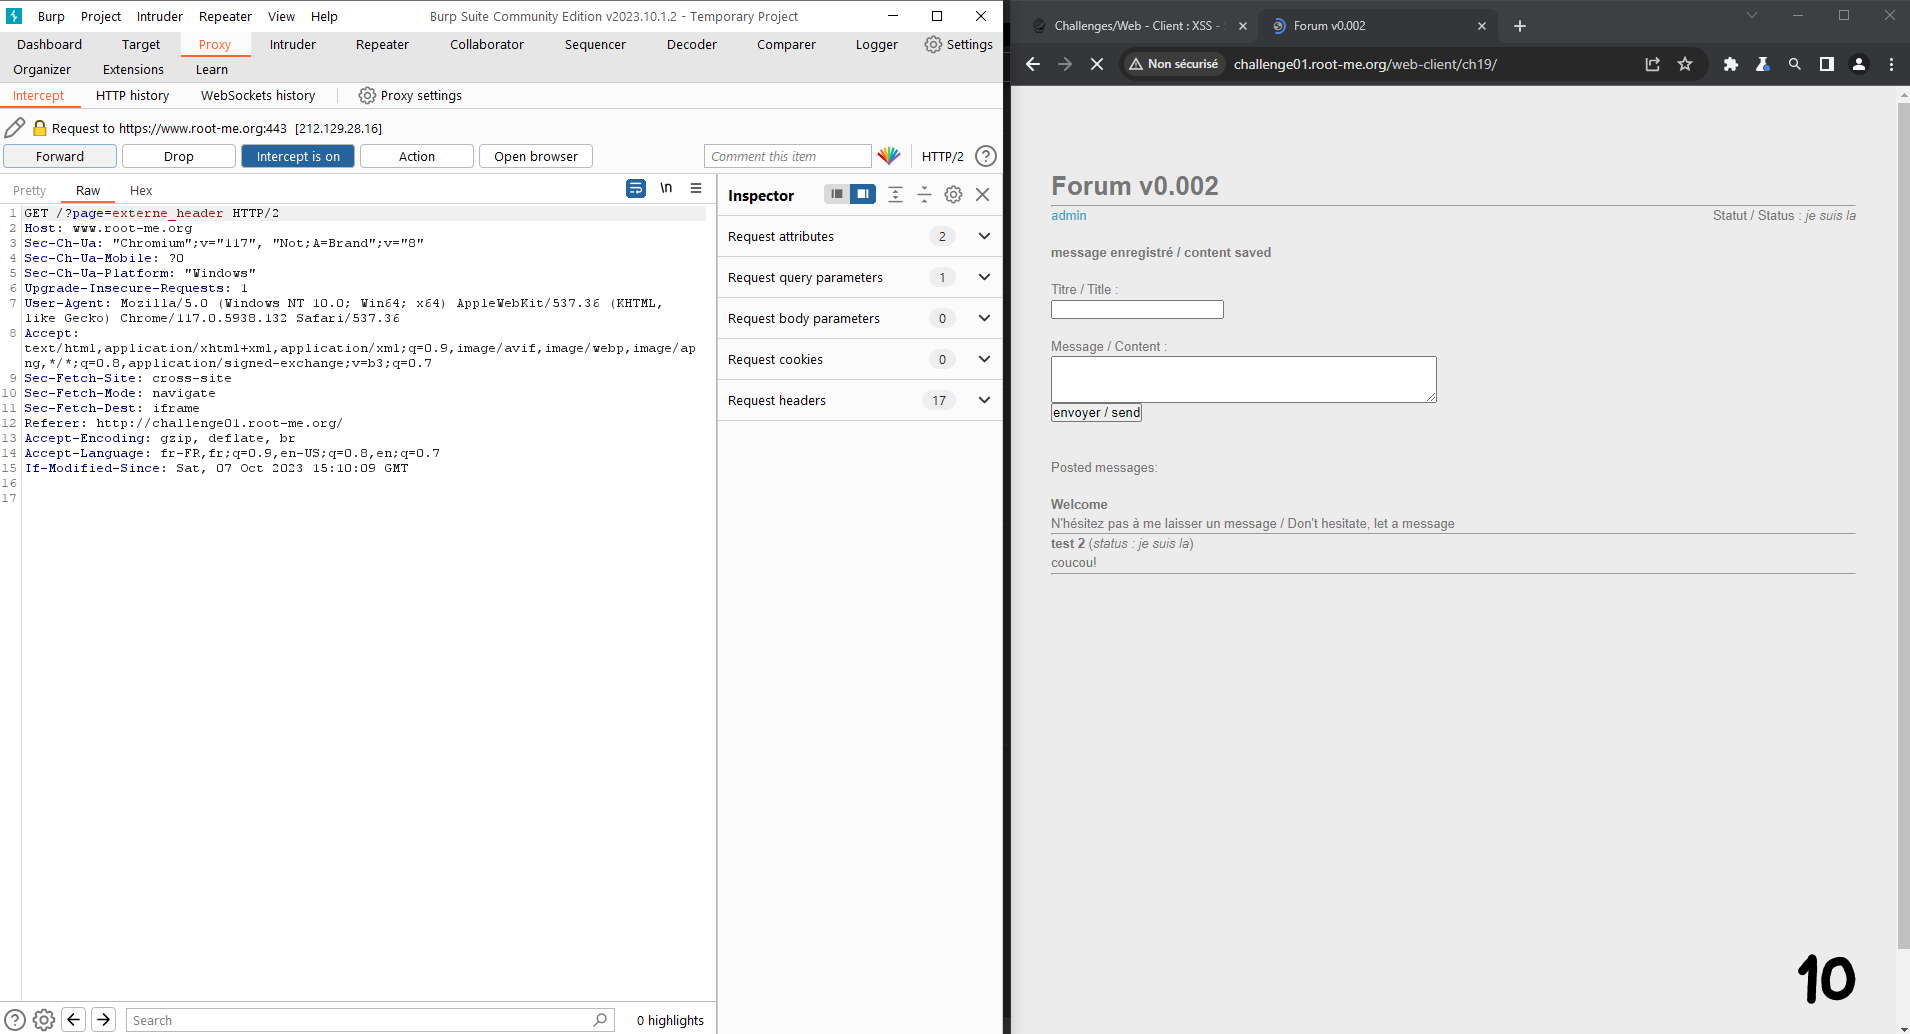 Burp Project Intruder Repeater View Help Burp Suite Community Edition v2023.10.1.2 - Temporary Project
Dashboard Target Proxy Intruder Repeater Collaborator Sequencer Decoder Comparer Logger Settings
Organizer Extensions Learn
Intercept HTTP history WebSockets history Proxy settings
Request to https://www.root-me.org:443 [212.129.28.16]
Forward Drop Intercept is on Action Open browser Comment this item HTTP/2 ?
Pretty Raw Hex \n
1 GET /?page=externe_header HTTP/2
2 Host: www.root-me.org
3 Sec-Ch-Ua: "Chromium";v="117", "Not;A=Brand";v="8"
4 Sec-Ch-Ua-Mobile: ?0
5 Sec-Ch-Ua-Platform: "Windows"
6 Upgrade-Insecure-Requests: 1
7 User-Agent: Mozilla/5.0 (Windows NT 10.0; Win64; x64) AppleWebKit/537.36 (KHTML,
like Gecko) Chrome/117.0.5938.132 Safari/537.36
8 Accept:
text/html,application/xhtml+xml,application/xml;q=0.9,image/avif,image/webp,image/ap
ng,*/*;q=0.8,application/signed-exchange;v=b3;q=0.7
9 Sec-Fetch-Site: cross-site
10 Sec-Fetch-Mode: navigate
11 Sec-Fetch-Dest: iframe
12 Referer: http://challenge01.root-me.org/
13 Accept-Encoding: gzip, deflate, br
14 Accept-Language: fr-FR,fr;q=0.9,en-US;q=0.8,en;q=0.7
15 If-Modified-Since: Sat, 07 Oct 2023 15:10:09 GMT
16
17
Inspector
Request attributes 2
Request query parameters 1
Request body parameters 0
Request cookies 0
Request headers 17
? Search 0 highlights
Challenges/Web - Client : XSS - Forum v0.002
Non sécurisé challenge01.root-me.org/web-client/ch19/
Forum v0.002
admin Statut / Status : je suis la
message enregistré / content saved
Titre / Title :
Message / Content :
envoyer / send
Posted messages:
Welcome
N'hésitez pas à me laisser un message / Don't hesitate, let a message
test 2 (status : je suis la)
coucou!
10